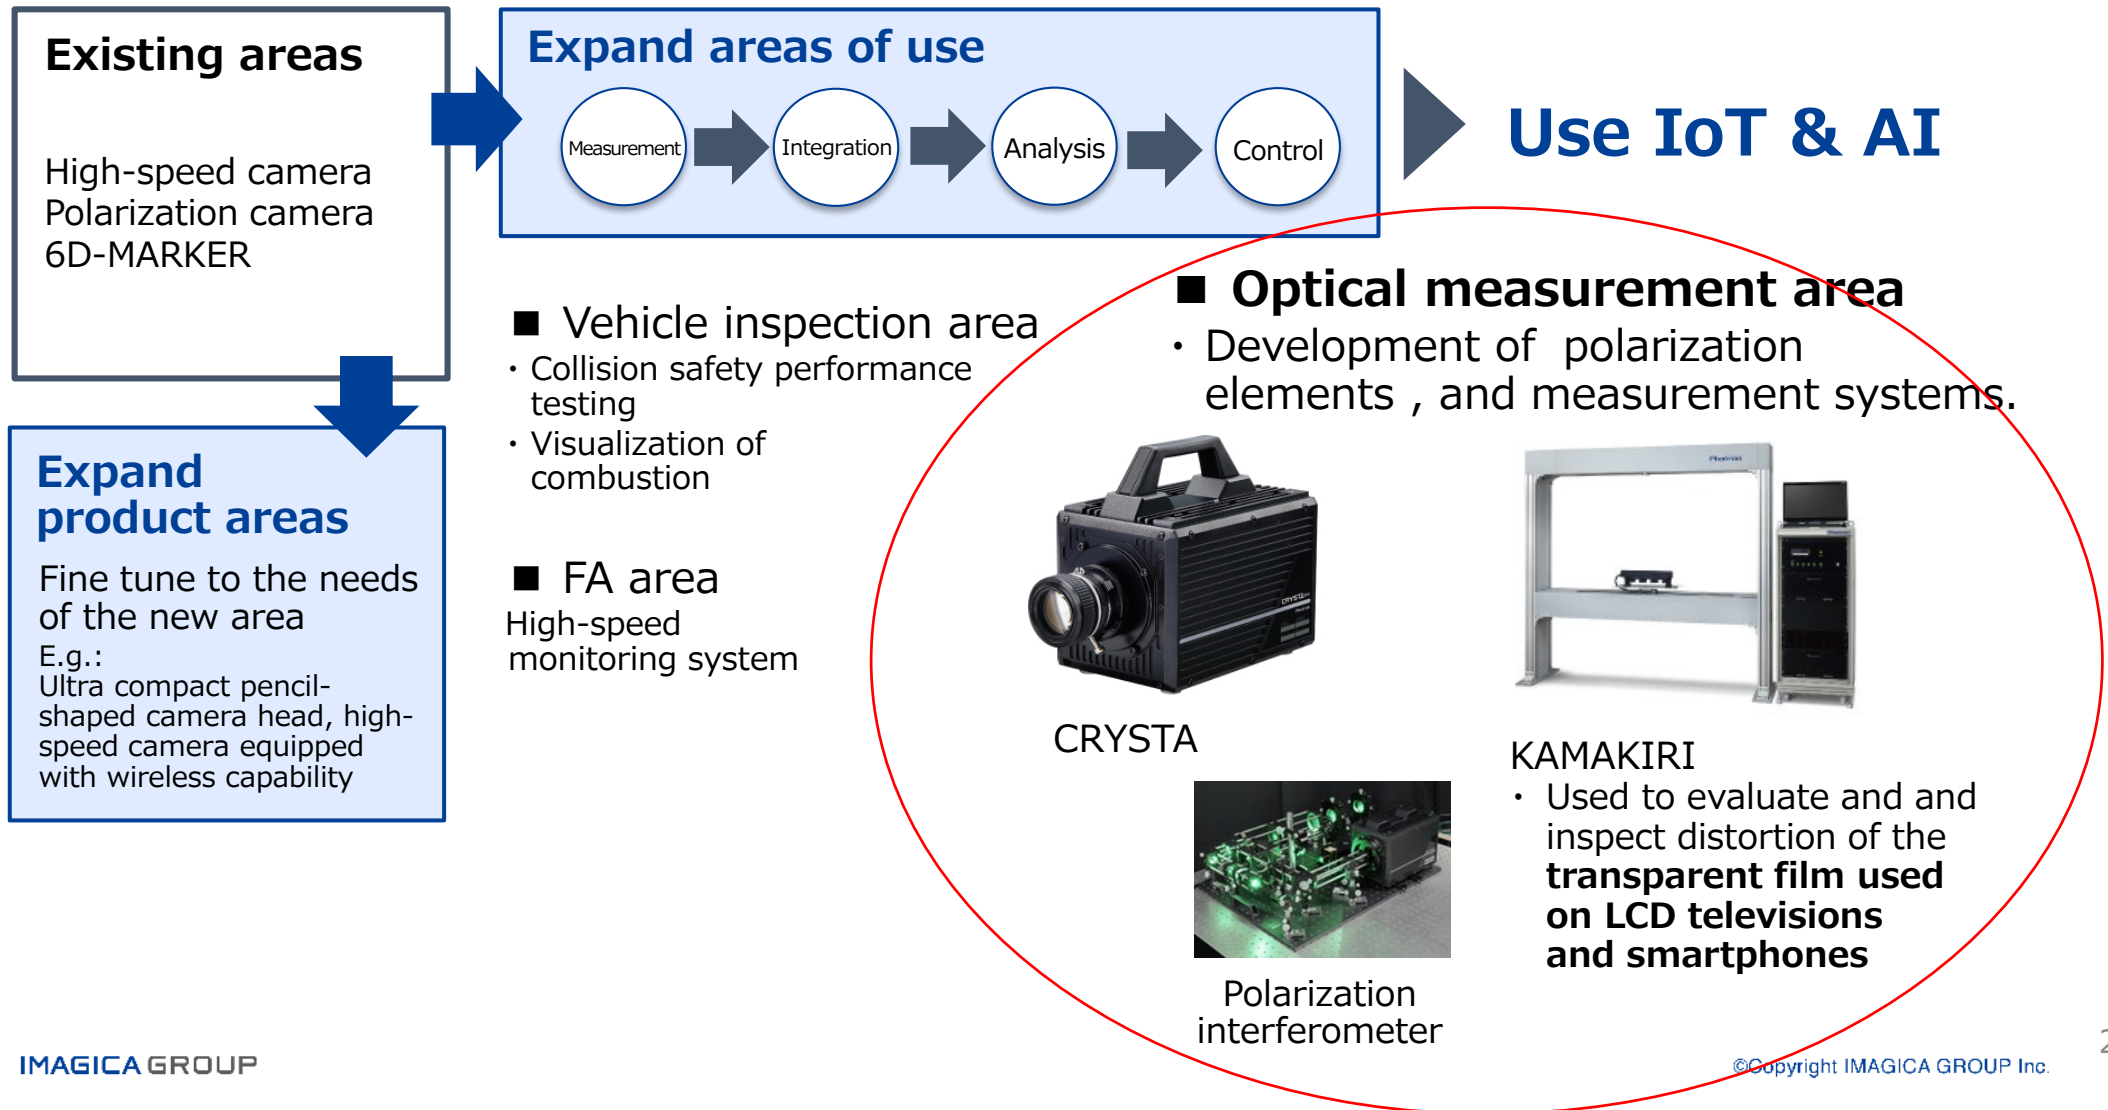 Existing areas
High-speed camera
Polarization camera
6D-MARKER
Expand areas of use
Measurement
Integration
Analysis
Control
Use IoT & AI
Expand
product areas
Fine tune to the needs
of the new area
E.g.:
Ultra compact pencil-
shaped camera head, high-
speed camera equipped
with wireless capability
■ Vehicle inspection area
・Collision safety performance
testing
・Visualization of
combustion
■ FA area
High-speed
monitoring system
■ Optical measurement area
・Development of polarization
elements , and measurement systems.
CRYSTA
Photron
CRYSTA
Polarization
interferometer
KAMAKIRI
・ Used to evaluate and and
inspect distortion of the
transparent film used
on LCD televisions
and smartphones
IMAGICA GROUP
©Copyright IMAGICA GROUP Inc.
2